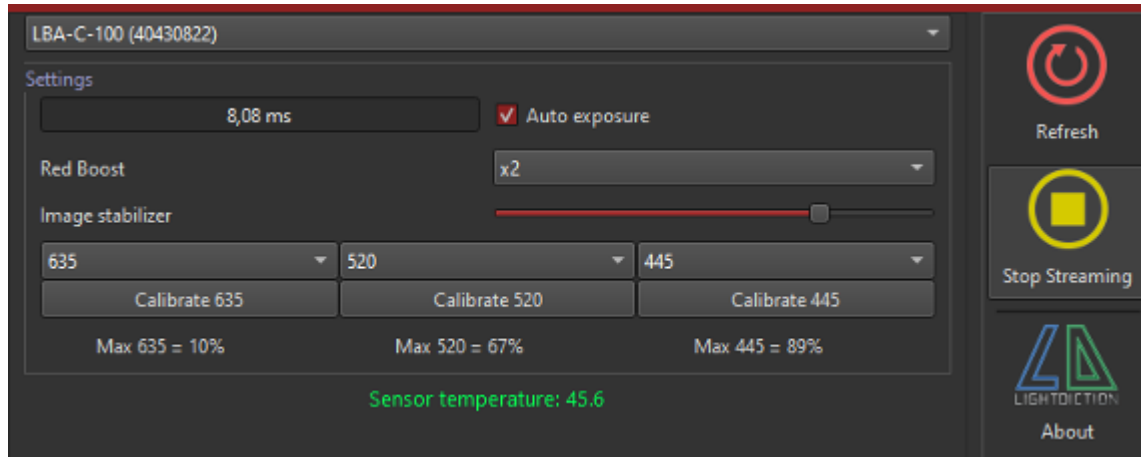 LBA-C-100 (40430822)
Settings
8,08 ms
Auto exposure
Red Boost
x2
Image stabilizer
635
520
445
Calibrate 635
Calibrate 520
Calibrate 445
Max 635 = 10%
Max 520 = 67%
Max 445 = 89%
Sensor temperature: 45.6
Refresh
Stop Streaming
LIGHTDICTION
About